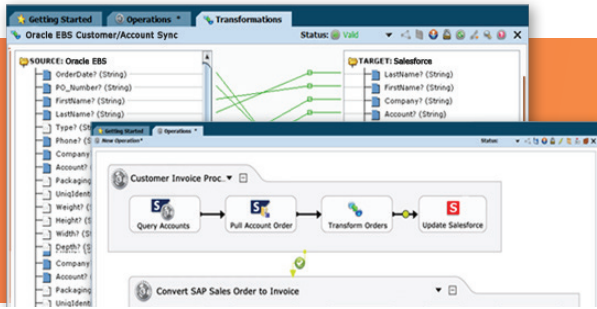 Getting Started Operations * Transformations
Oracle EBS Customer/Account Sync Status: Valid
SOURCE: Oracle EBS TARGET: Salesforce
OrderDate? (String) LastName? (String)
PO_Number? (String) FirstName? (String)
FirstName? (String) Company? (String)
LastName? (String) Account? (String)
Type? (St
Phone? (S
Company
Account?
Packaging
UniqIdent
Weight? (
Height? (S
Width? (S
Depth? (S
Company
Account?
Packaging
UniqIdent
Getting Started Operations *
New Operation* Status:
Customer Invoice Proc..
Query Accounts Pull Account Order Transform Orders Update Salesforce
Convert SAP Sales Order to Invoice